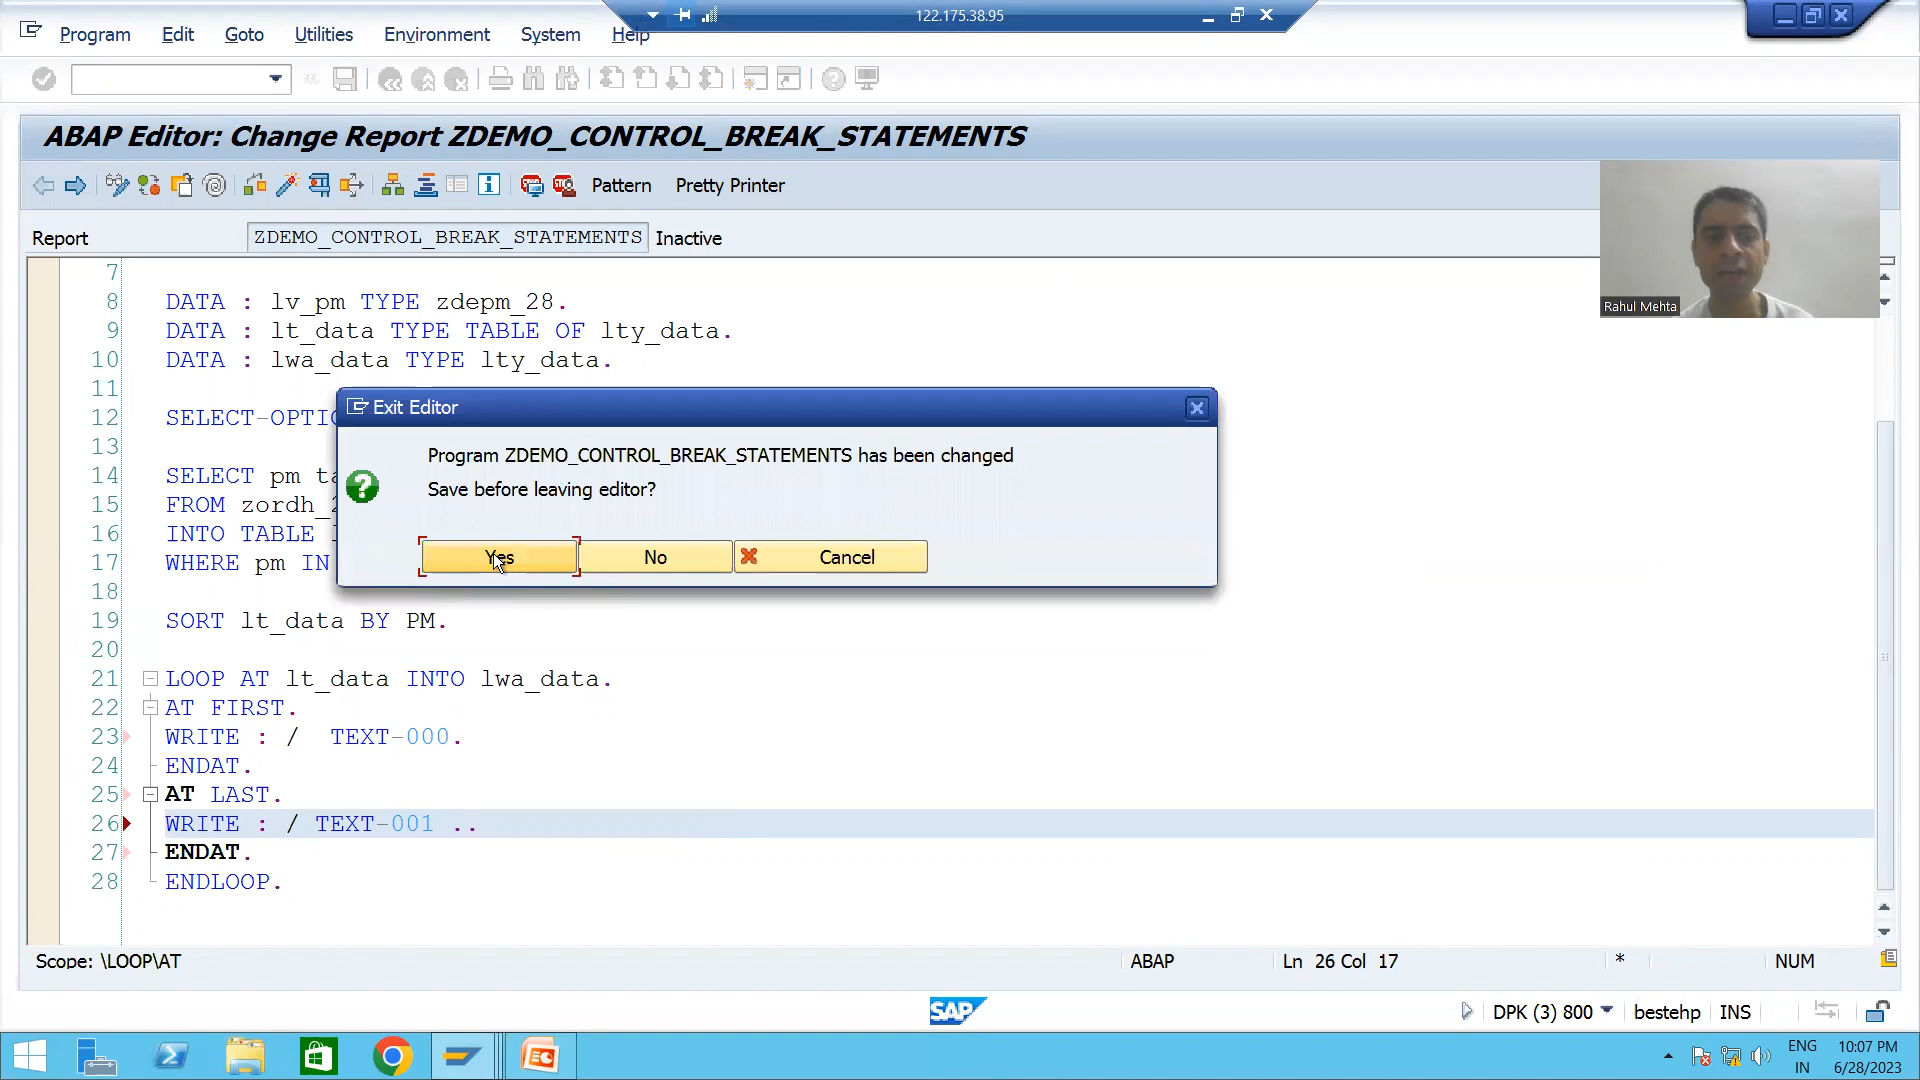 122.175.38.95
Program Edit Goto Utilities Environment System Help
ABAP Editor: Change Report ZDEMO_CONTROL_BREAK_STATEMENTS
Pattern Pretty Printer
Report ZDEMO_CONTROL_BREAK_STATEMENTS Inactive
Rahul Mehta
7
8 DATA : lv_pm TYPE zdepm_28.
9 DATA : lt_data TYPE TABLE OF lty_data.
10 DATA : lwa_data TYPE lty_data.
11
12 SELECT-OPTIO
13
14 SELECT pm
15 FROM zordh_
16 INTO TABLE
17 WHERE pm IN
18
19 SORT lt_data BY PM.
20
21 LOOP AT lt_data INTO lwa_data.
22 AT FIRST.
23 WRITE : / TEXT-000.
24 ENDAT.
25 AT LAST.
26 WRITE : / TEXT-001 ..
27 ENDAT.
28 ENDLOOP.
Exit Editor
Program ZDEMO_CONTROL_BREAK_STATEMENTS has been changed
Save before leaving editor?
Yes No Cancel
Scope: \LOOP\AT ABAP Ln 26 Col 17 * NUM
SAP DPK (3) 800 bestehp INS
ENG 10:07 PM
IN 6/28/2023